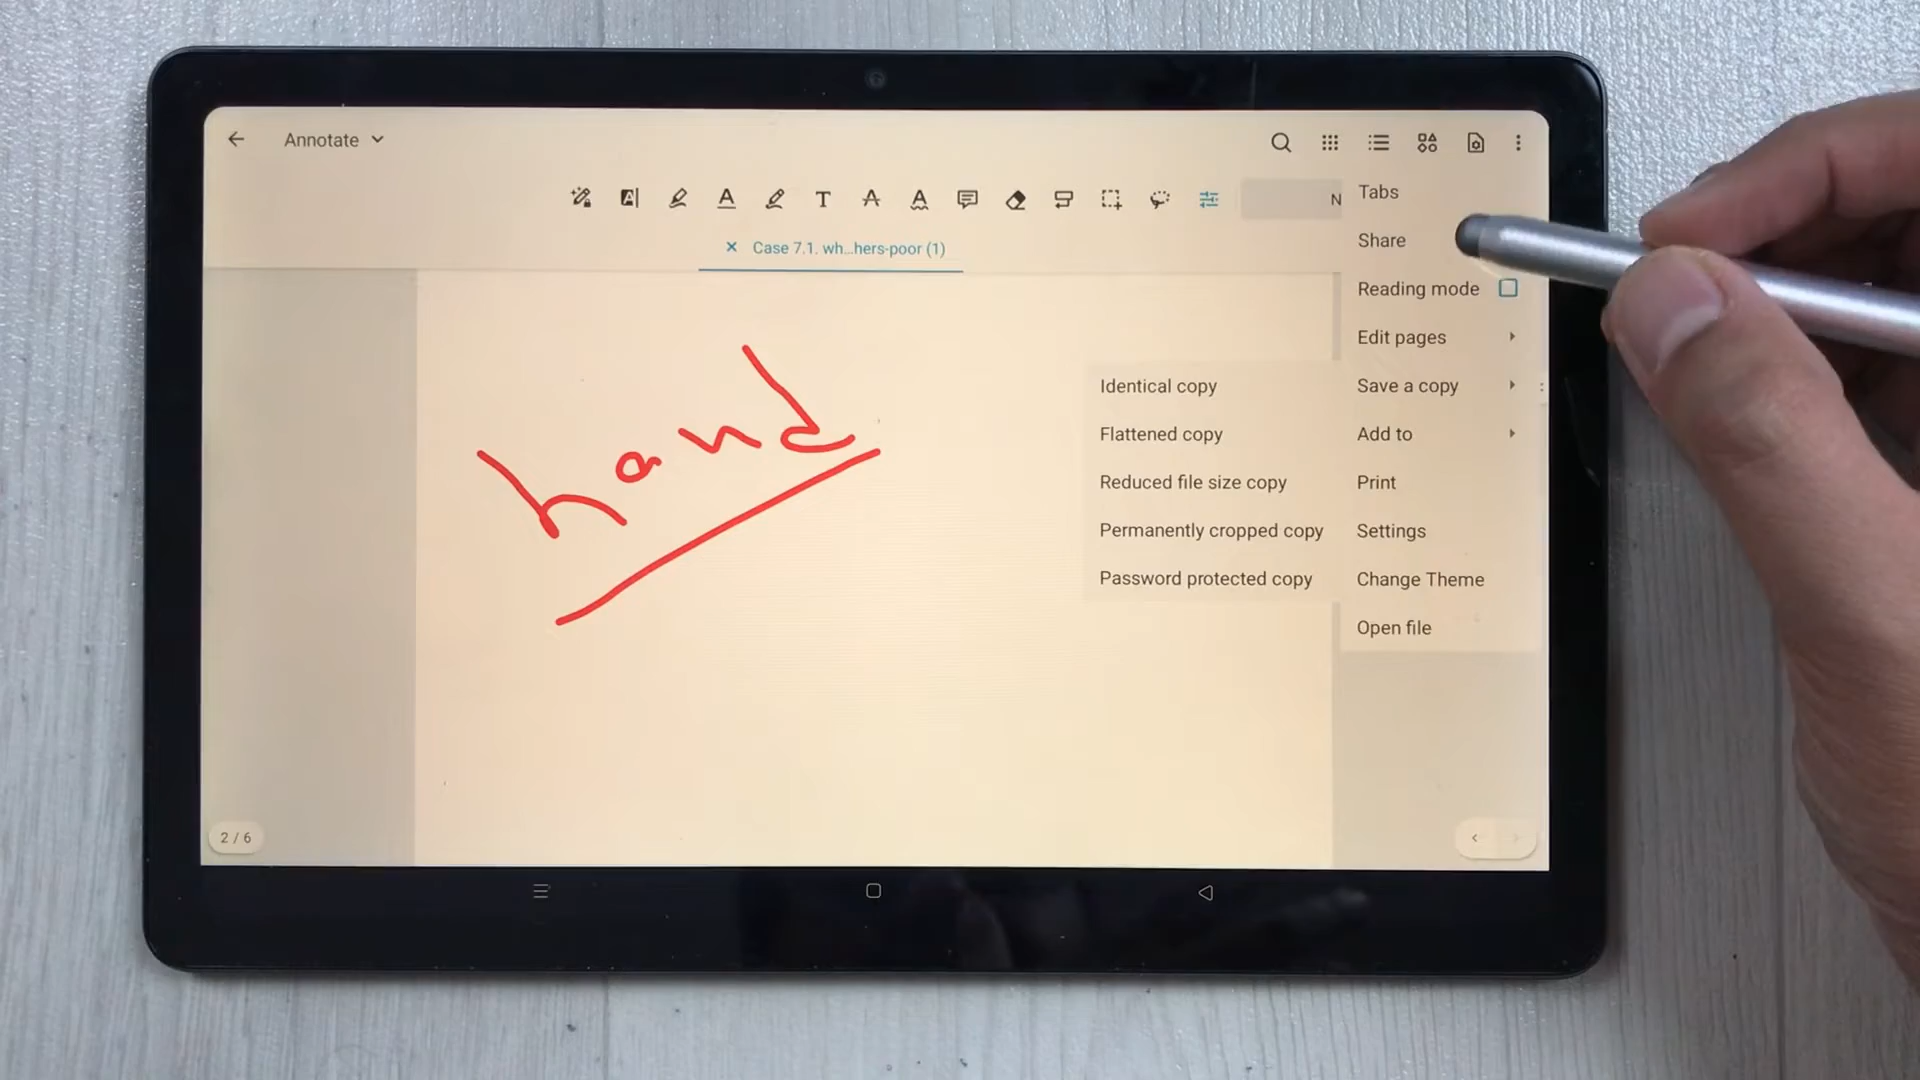 Annotate
N
Tabs
Case 7.1. wh...hers-poor (1)
Share
Reading mode
Edit pages
Identical copy
Save a copy
Flattened copy
Add to
Reduced file size copy
Print
Permanently cropped copy
Settings
Password protected copy
Change Theme
Open file
hand
2 / 6